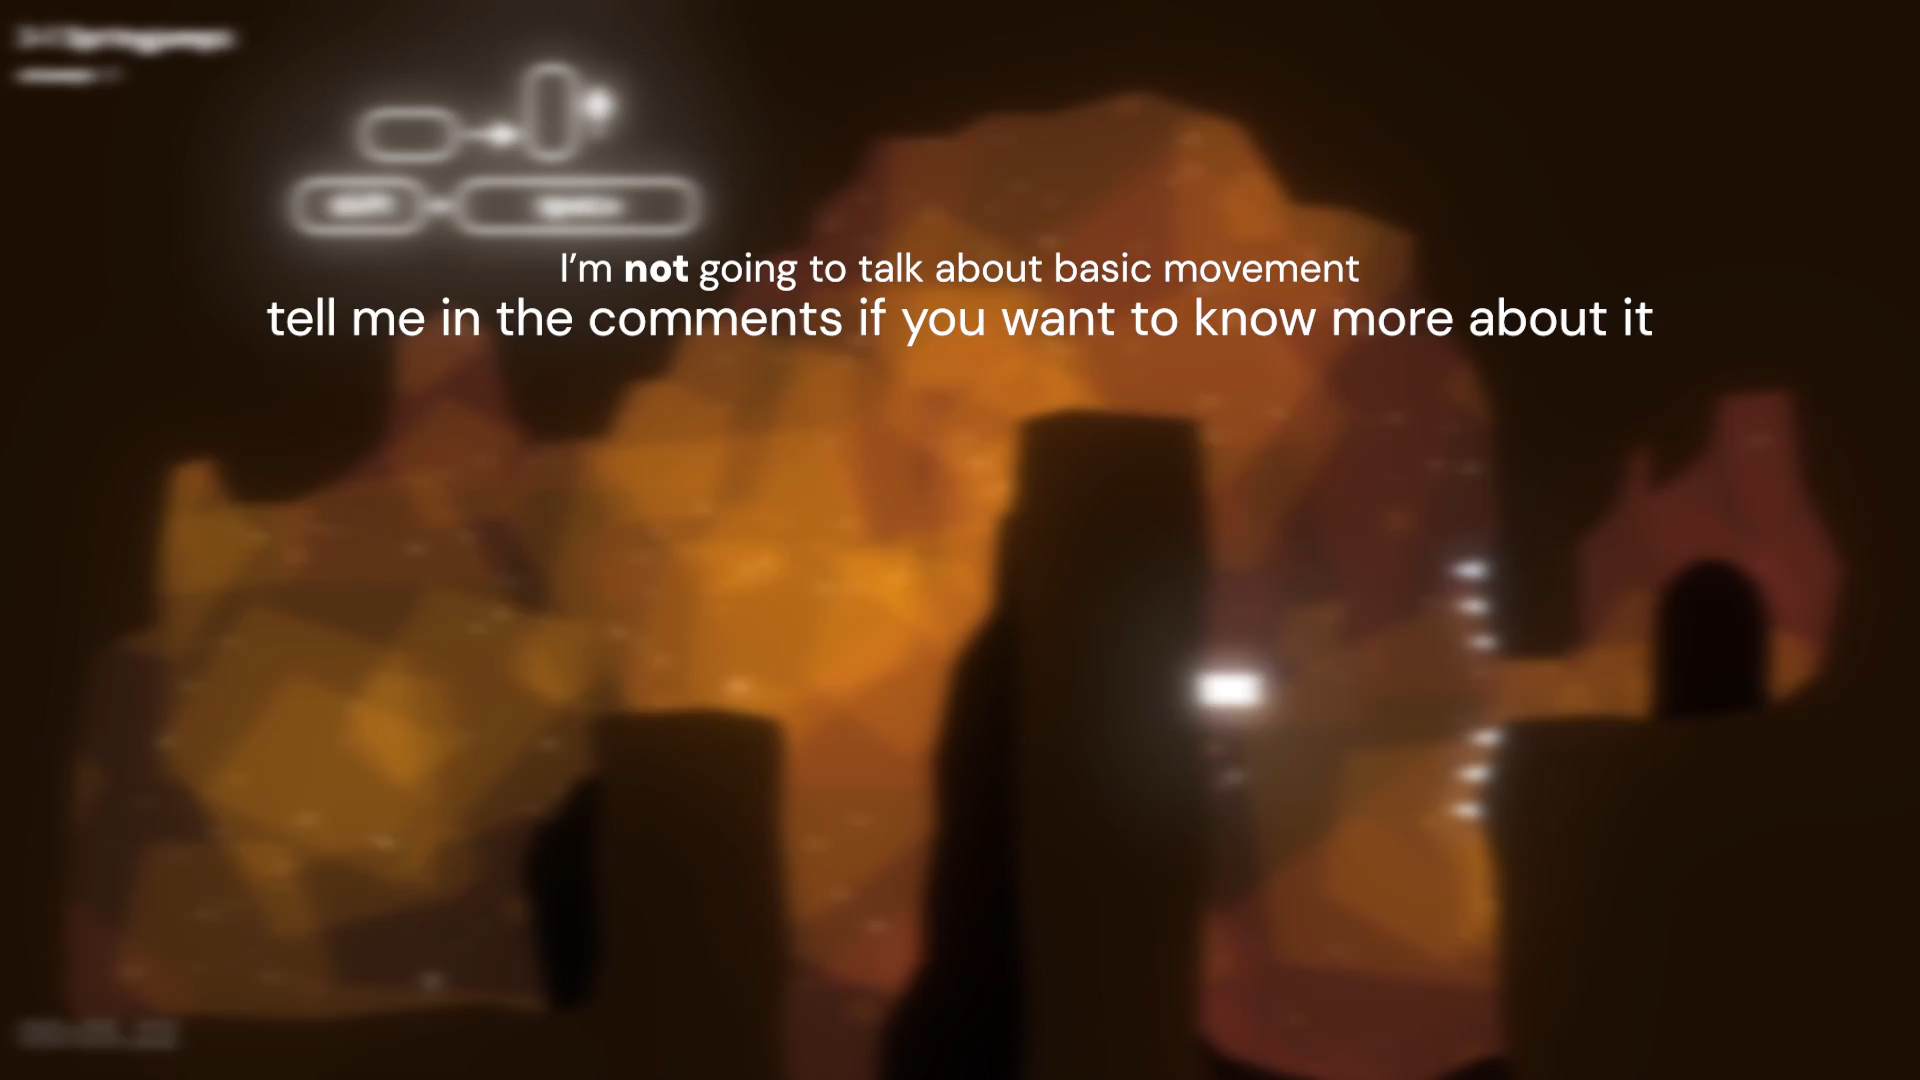 I’m not going to talk about basic movement
tell me in the comments if you want to know more about it